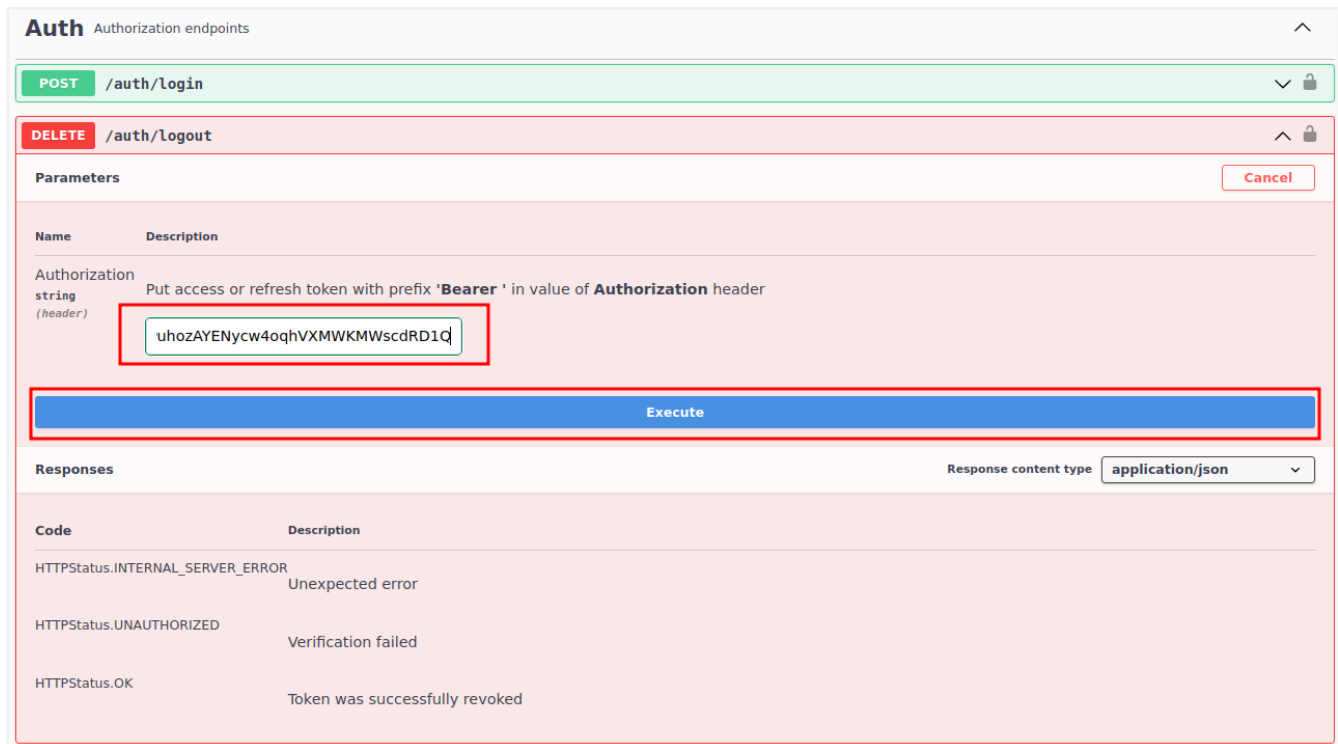 Auth Authorization endpoints
POST /auth/login
DELETE /auth/logout
Parameters Cancel
Name Description
Authorization
string
(header)
Put access or refresh token with prefix 'Bearer ' in value of Authorization header
uhozAYENycw4oqhVXMWKMWscdRD1Q
Execute
Responses Response content type application/json
Code Description
HTTPStatus.INTERNAL_SERVER_ERROR
Unexpected error
HTTPStatus.UNAUTHORIZED
Verification failed
HTTPStatus.OK
Token was successfully revoked